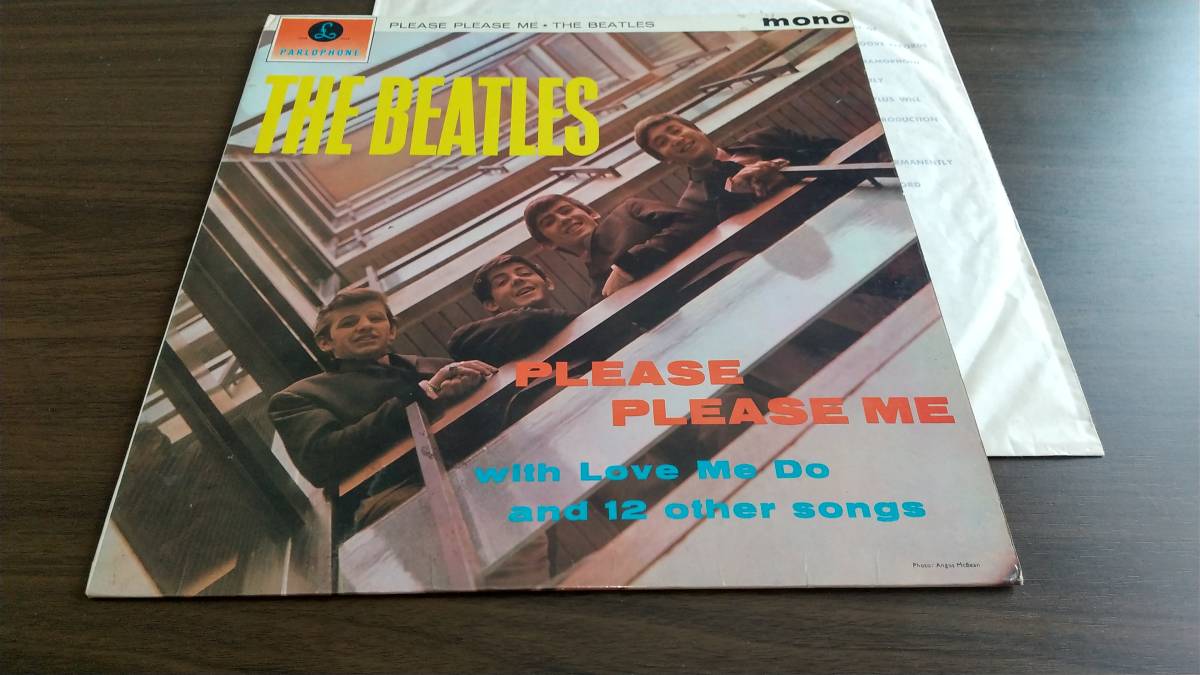 PARLOPHONE
PLEASE PLEASE ME • THE BEATLES
mono
THE BEATLES
PLEASE
PLEASE ME
with Love Me Do
and 12 other songs
Photo: Angus McBean
WILL